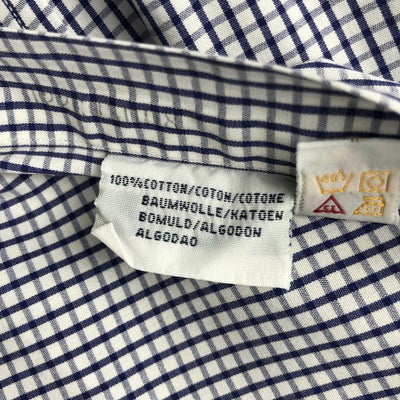 100% COTTON/COTON/COTONE
BAUMWOLLE/KATOEN
BOMULD/ALGODON
ALGODAO